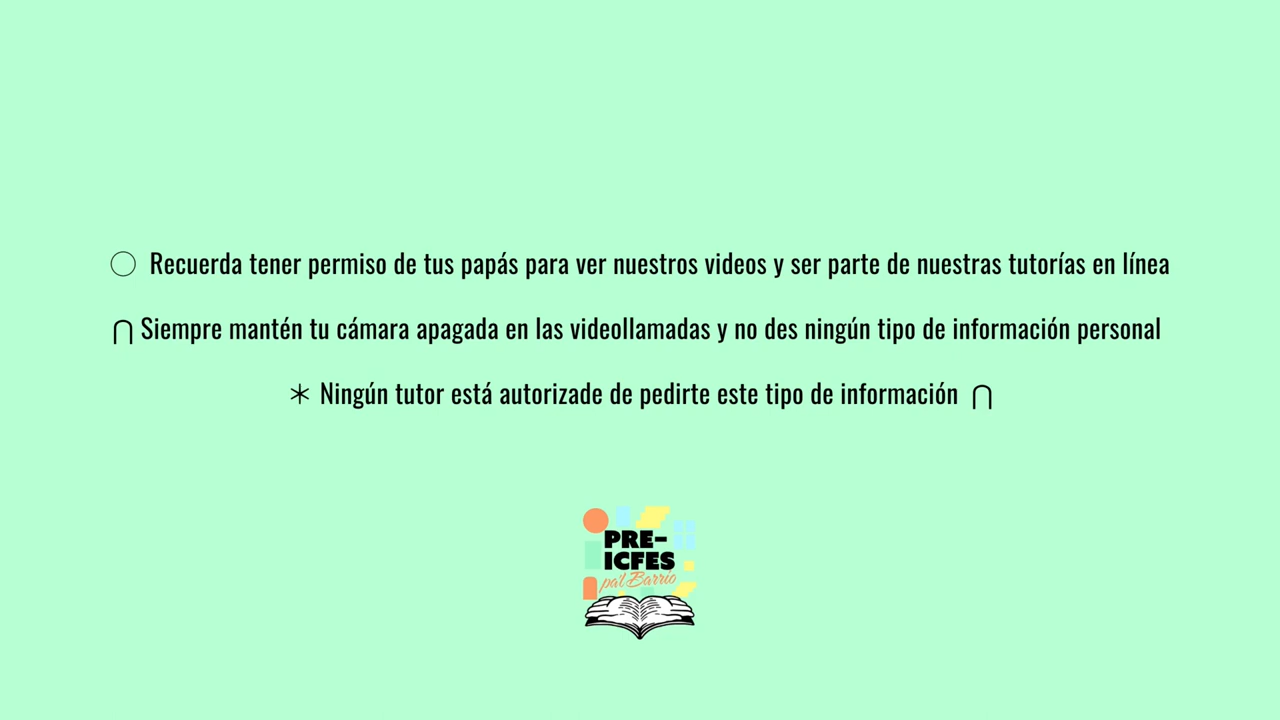 ◯ Recuerda tener permiso de tus papás para ver nuestros videos y ser parte de nuestras tutorías en línea
⋂ Siempre mantén tu cámara apagada en las videollamadas y no des ningún tipo de información personal
✳ Ningún tutor está autorizade de pedirte este tipo de información ⋂
PRE-
ICFES
pa'l Barrio